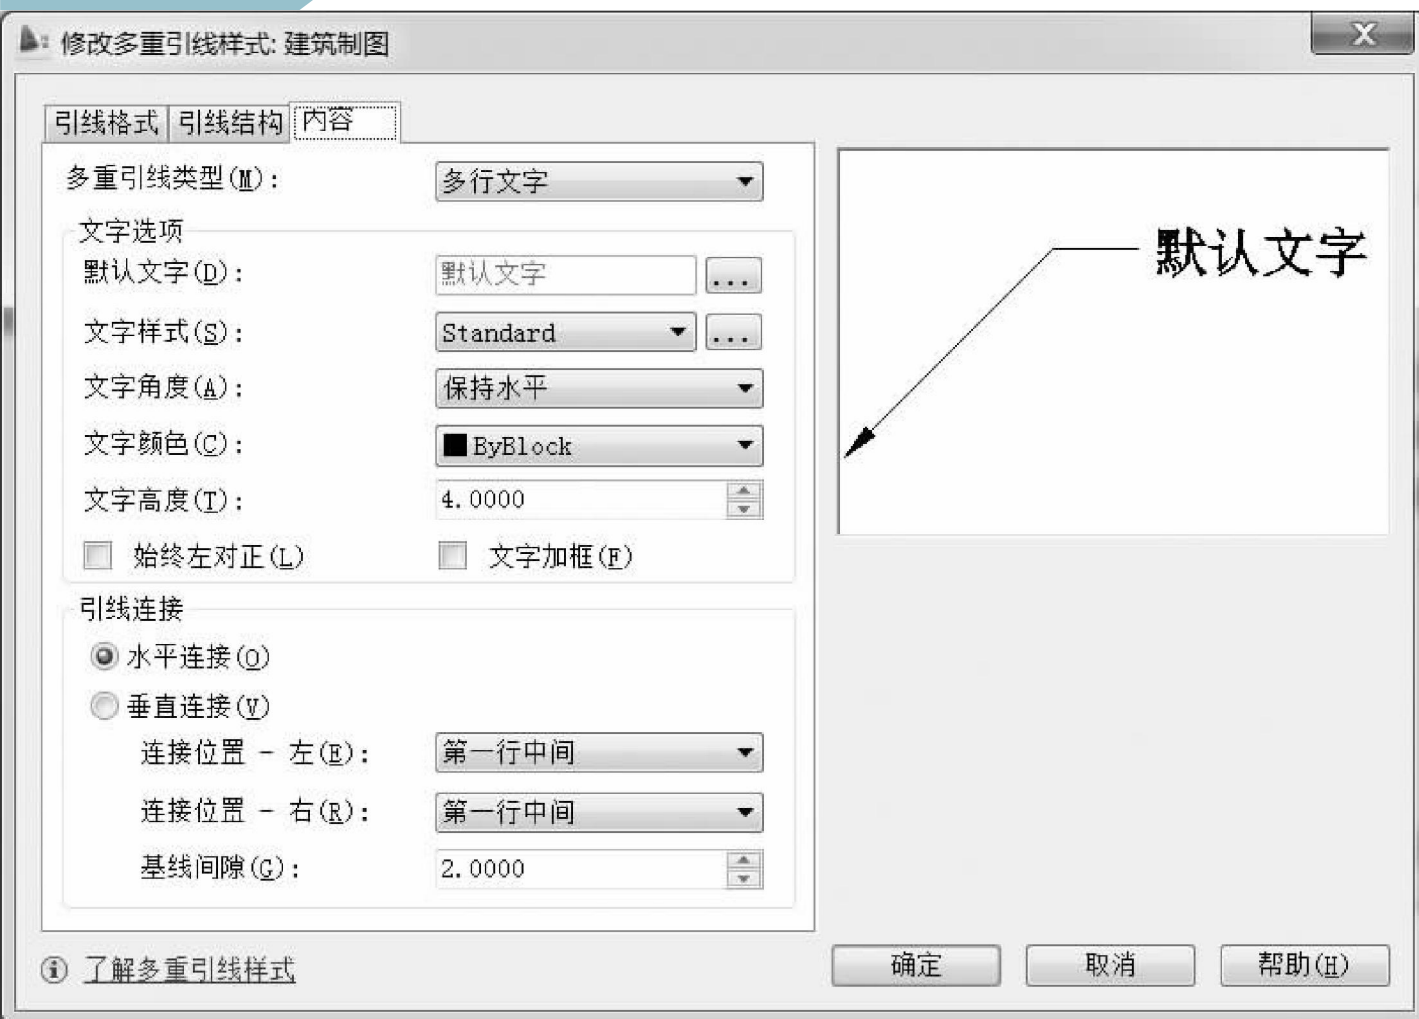 修改多重引线样式: 建筑制图
X
引线格式 引线结构 内容
多重引线类型(M): 多行文字
文字选项
默认文字(D): 默认文字 ...
文字样式(S): Standard ...
文字角度(A): 保持水平
文字颜色(C): ByBlock
文字高度(T): 4.0000
始终左对正(L) 文字加框(F)
引线连接
水平连接(O)
垂直连接(V)
连接位置 - 左(E): 第一行中间
连接位置 - 右(R): 第一行中间
基线间隙(G): 2.0000
默认文字
了解多重引线样式
确定 取消 帮助(H)